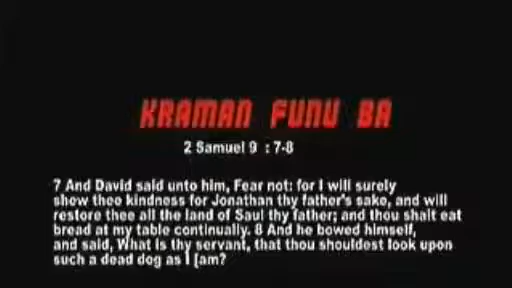 KRAMAN FUNU BA
2 Samuel 9 : 7-8
7 And David said unto him, Fear not: for I will surely
show thee kindness for Jonathan thy father's sake, and will
restore thee all the land of Saul thy father; and thou shalt eat
bread at my table continually. 8 And he bowed himself,
and said, What is thy servant, that thou shouldest look upon
such a dead dog as I [am?